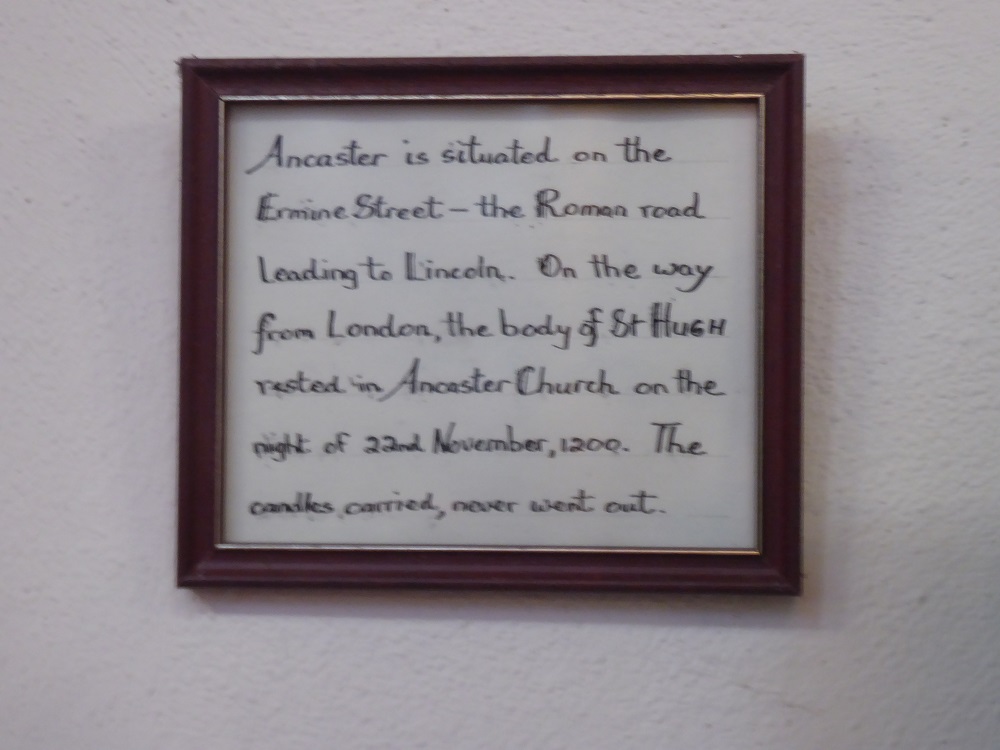 Ancaster is situated on the
Ermine Street – the Roman road
leading to Lincoln. On the way
from London, the body of St HUGH
rested in Ancaster Church on the
night of 22nd November, 1200. The
candles carried, never went out.